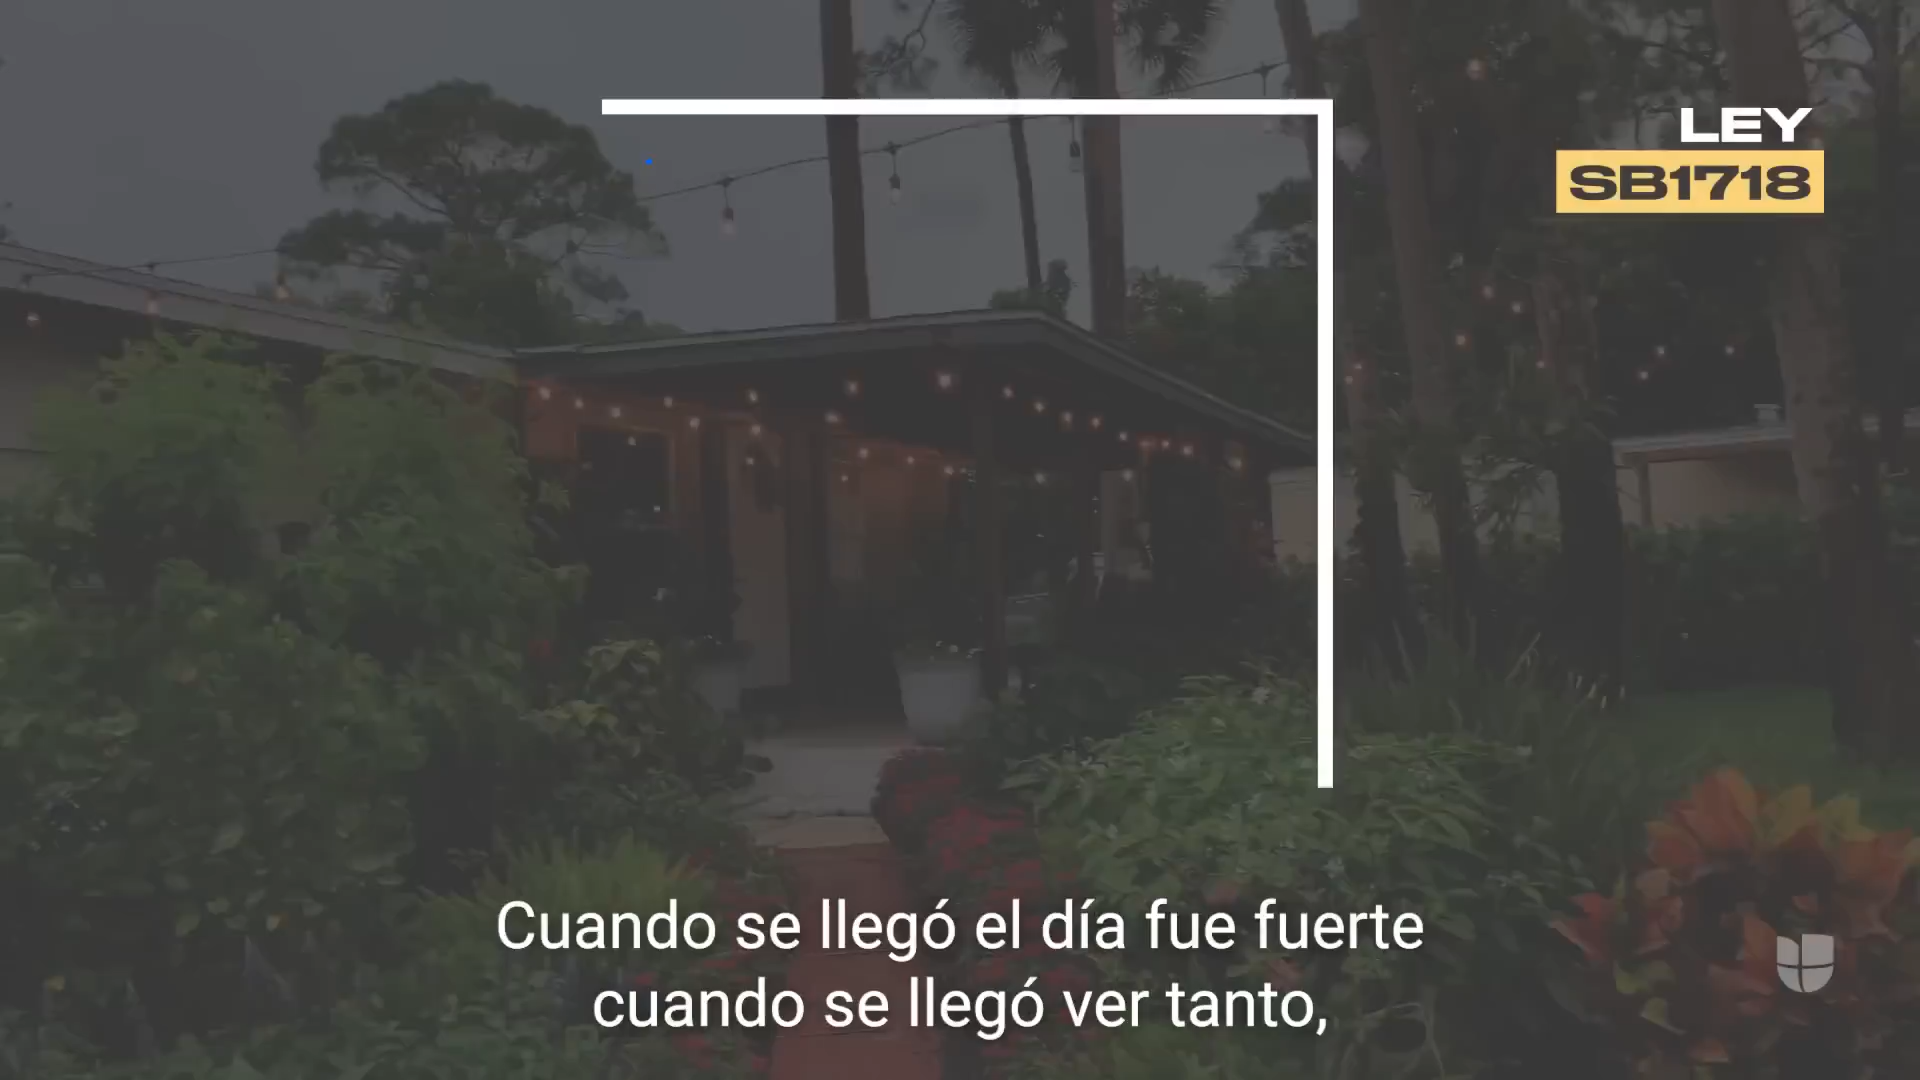 LEY
SB1718
Cuando se llegó el día fue fuerte
cuando se llegó ver tanto,